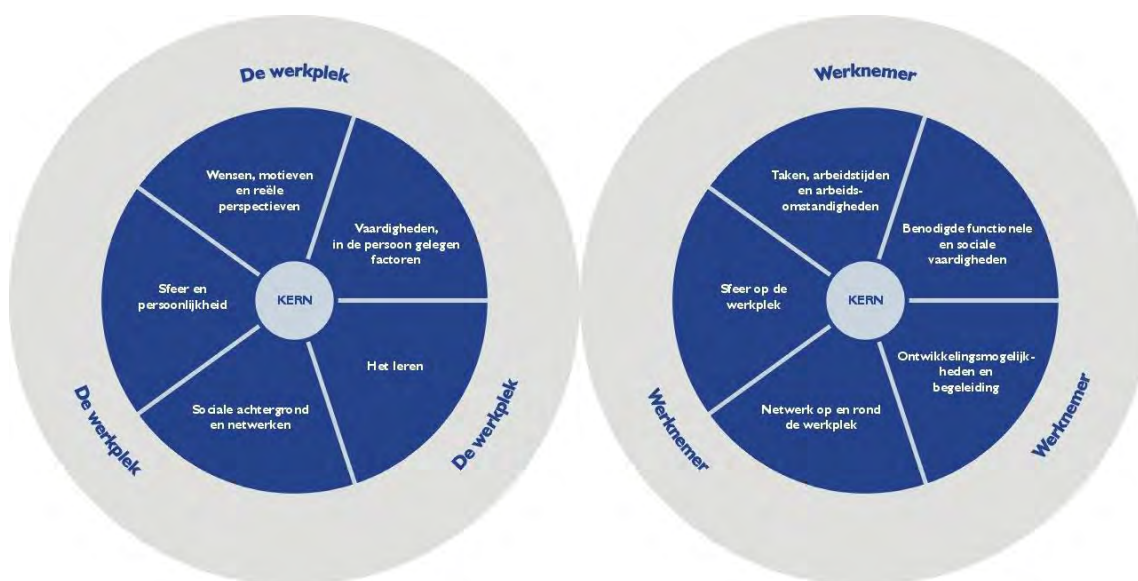 De werkplek
Wensen, motieven
en reële
perspectieven
Vaardigheden,
in de persoon gelegen
factoren
Sfeer en
persoonlijkheid
KERN
Het leren
Sociale achtergrond
en netwerken
De werkplek
De werkplek
Werknemer
Taken, arbeidstijden
en arbeids-
omstandigheden
Benodigde functionele
en sociale
vaardigheden
Sfeer op de
werkplek
KERN
Ontwikkelingsmogelijk-
heden en
begeleiding
Netwerk op en rond
de werkplek
Werknemer
Werknemer